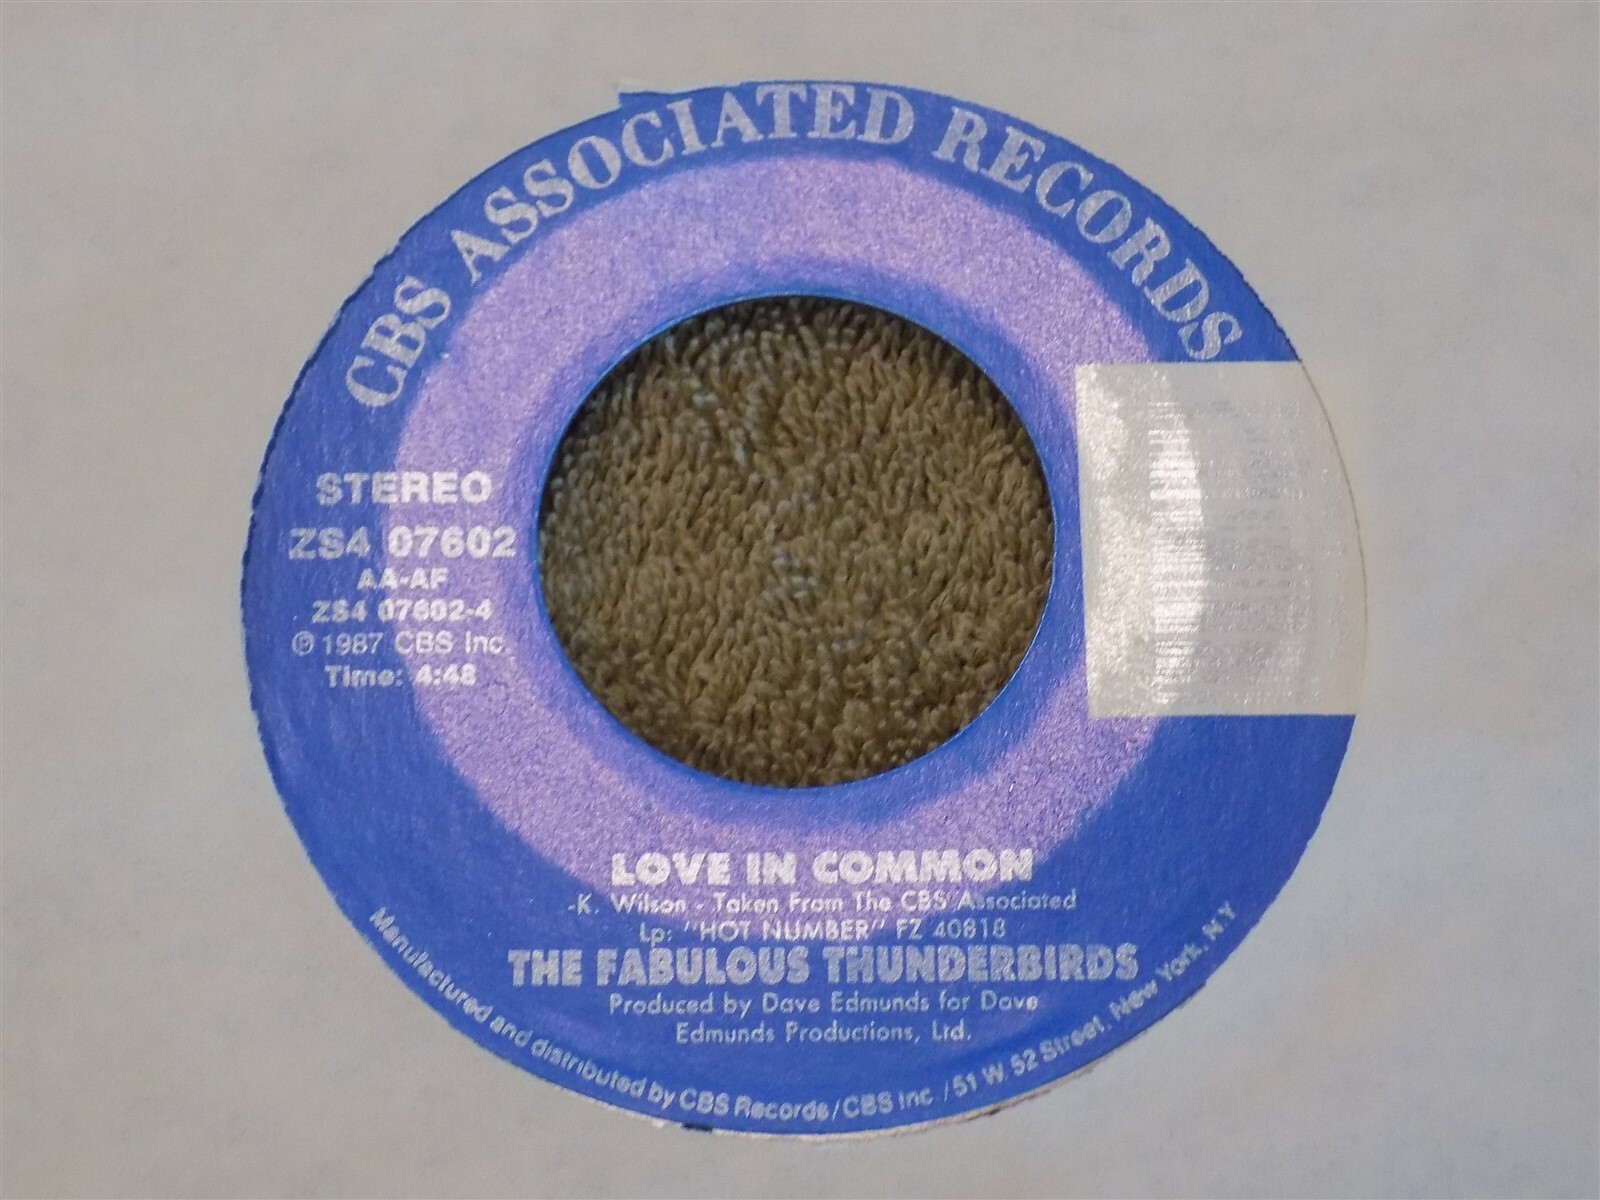 CBS ASSOCIATED RECORDS
STEREO
ZS4 07602
AA-AF
ZS4 07602-4
℗ 1987 CBS Inc.
Time: 4:48
LOVE IN COMMON
-K. Wilson - Taken From The CBS Associated
Lp: "HOT NUMBER" FZ 40818
THE FABULOUS THUNDERBIRDS
Produced by Dave Edmunds for Dave
Edmunds Productions, Ltd.
Manufactured and distributed by CBS Records/CBS Inc. / 51 W. 52 Street, New York, N.Y